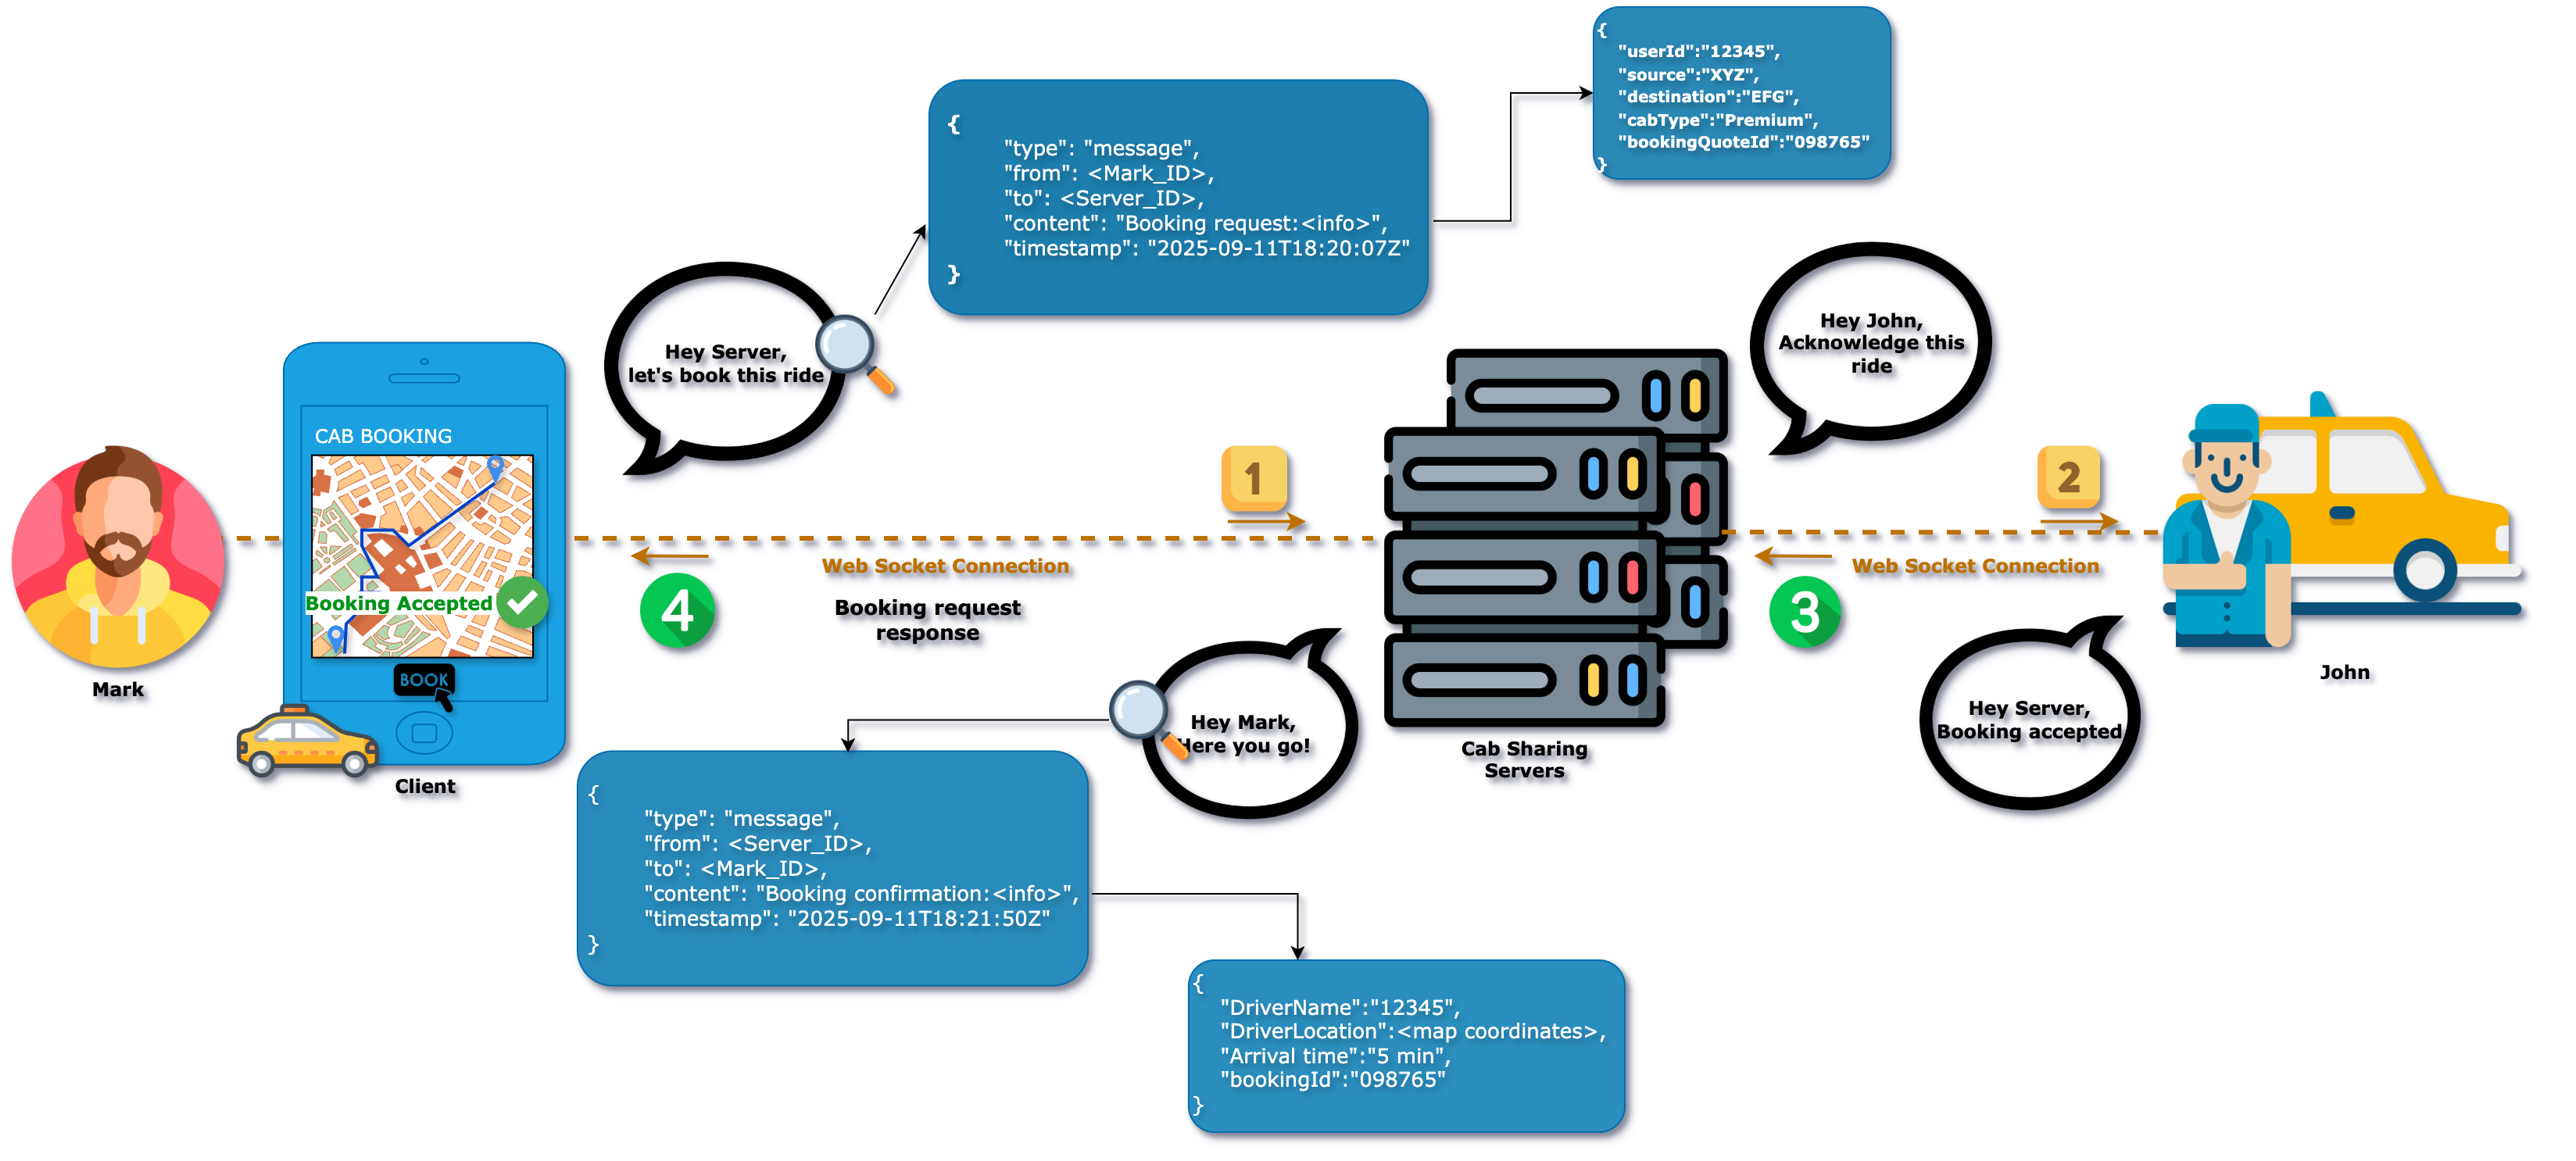 {
"userId":"12345",
"source":"XYZ",
"destination":"EFG",
"cabType":"Premium",
"bookingQuoteId":"098765"
}
{
"type": "message",
"from": <Mark_ID>,
"to": <Server_ID>,
"content": "Booking request:<info>",
"timestamp": "2025-09-11T18:20:07Z"
}
Hey Server,
let's book this ride
Hey John,
Acknowledge this
ride
CAB BOOKING
Booking Accepted
BOOK
Mark
Client
1
Web Socket Connection
4
Booking request
response
2
Web Socket Connection
3
John
Hey Mark,
Here you go!
Cab Sharing
Servers
Hey Server,
Booking accepted
{
"type": "message",
"from": <Server_ID>,
"to": <Mark_ID>,
"content": "Booking confirmation:<info>",
"timestamp": "2025-09-11T18:21:50Z"
}
{
"DriverName":"12345",
"DriverLocation":<map coordinates>,
"Arrival time":"5 min",
"bookingId":"098765"
}